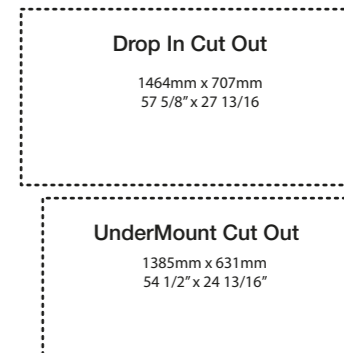 Drop In Cut Out
1464mm x 707mm
57 5/8" x 27 13/16
UnderMount Cut Out
1385mm x 631mm
54 1/2" x 24 13/16"